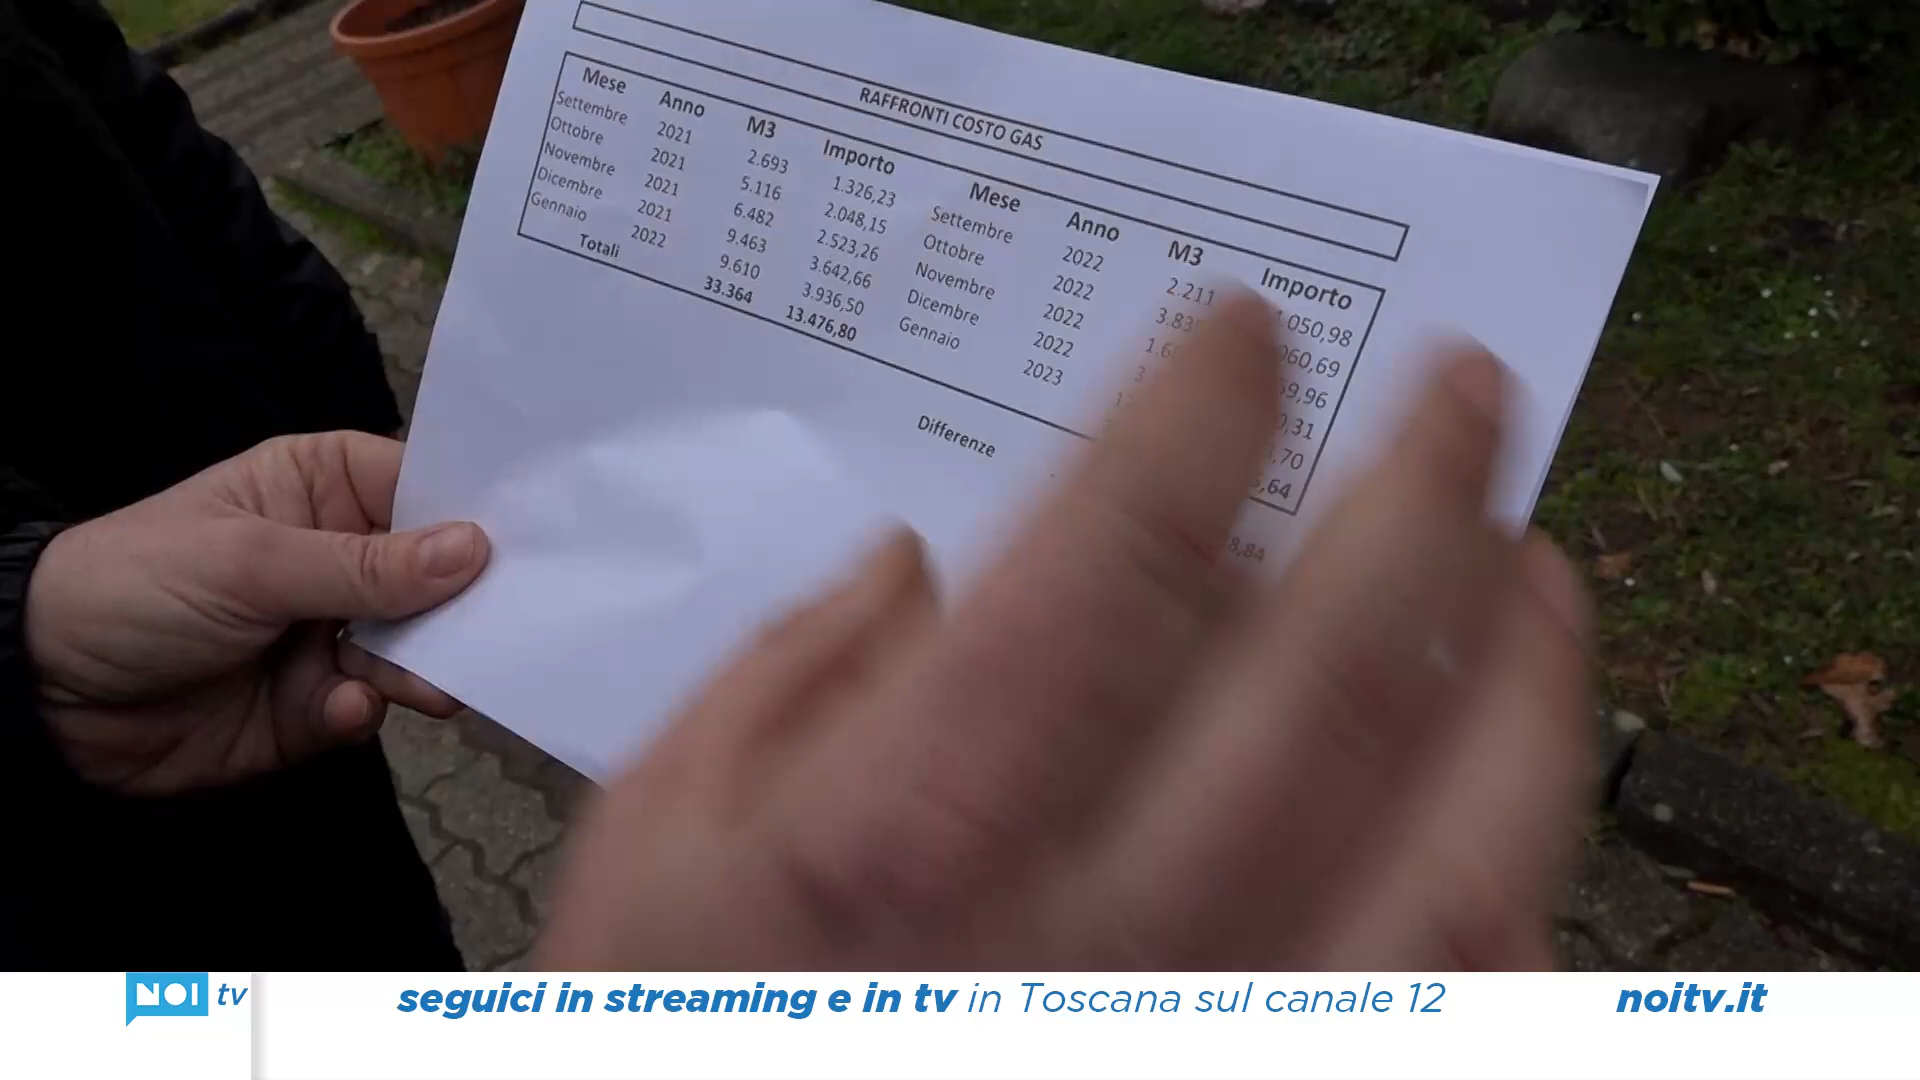 RAFFRONTI COSTO GAS
Mese Anno M3 Importo Mese Anno M3 Importo
Settembre 2021 2.693 1.326,23 Settembre 2022 2.211
Ottobre 2021 5.116 2.048,15 Ottobre 2022
Novembre 2021 6.482 2.523,26 Novembre 2022
Dicembre 2021 9.463 3.642,66 Dicembre 2022
Gennaio 2022 9.610 3.936,50 Gennaio 2023
Totali 33.364 13.476,80
Differenze
NOI tv
seguici in streaming e in tv in Toscana sul canale 12
noitv.it